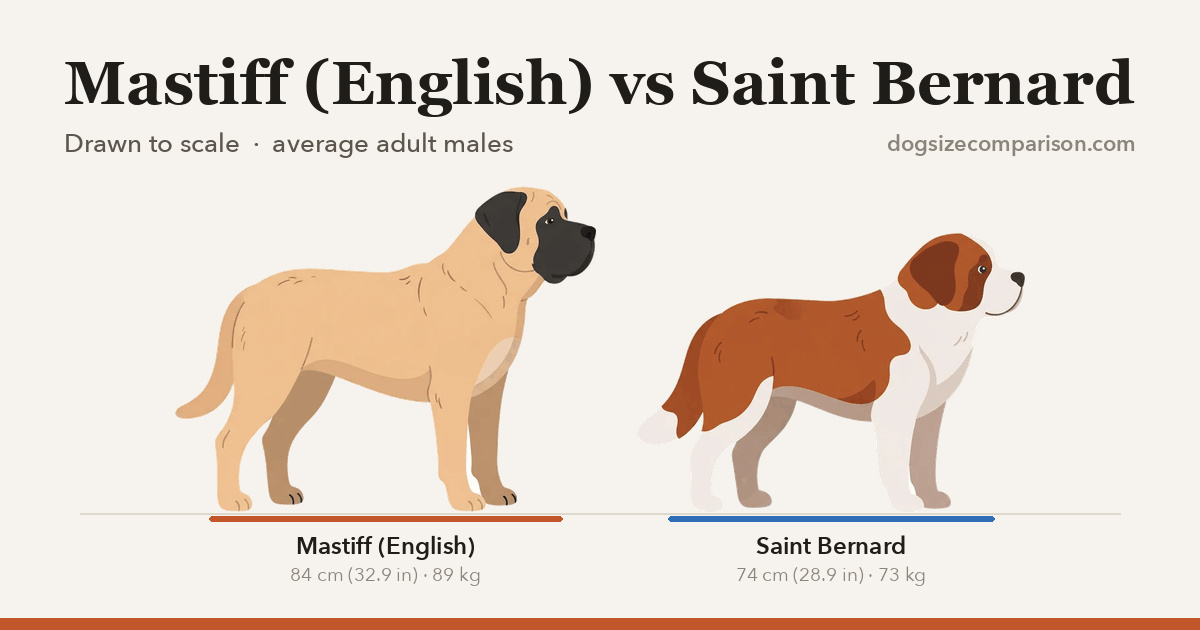 Mastiff (English) vs Saint Bernard
Drawn to scale · average adult males
dogsizecomparison.com
Mastiff (English)
84 cm (32.9 in) · 89 kg
Saint Bernard
74 cm (28.9 in) · 73 kg